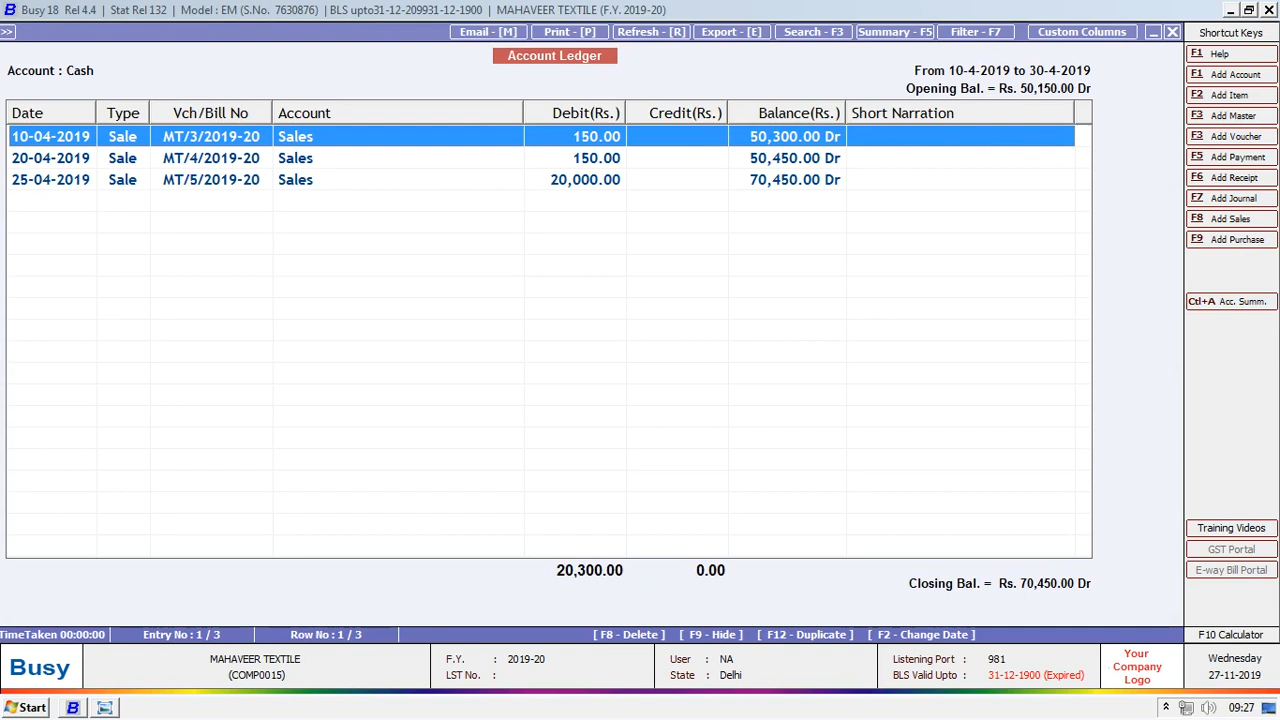 Busy 18 Rel 4.4 | Stat Rel 132 | Model : EM (S.No. 7630876) | BLS upto31-12-209931-12-1900 | MAHAVEER TEXTILE (F.Y. 2019-20)
>> Email - [M] Print - [P] Refresh - [R] Export - [E] Search - F3 Summary - F5 Filter - F7 Custom Columns
Account Ledger
Account : Cash
From 10-4-2019 to 30-4-2019
Opening Bal. = Rs. 50,150.00 Dr
Date Type Vch/Bill No Account Debit(Rs.) Credit(Rs.) Balance(Rs.) Short Narration
10-04-2019 Sale MT/3/2019-20 Sales 150.00 50,300.00 Dr
20-04-2019 Sale MT/4/2019-20 Sales 150.00 50,450.00 Dr
25-04-2019 Sale MT/5/2019-20 Sales 20,000.00 70,450.00 Dr
20,300.00 0.00
Closing Bal. = Rs. 70,450.00 Dr
Shortcut Keys
F1 Help
F1 Add Account
F2 Add Item
F3 Add Master
F3 Add Voucher
F5 Add Payment
F6 Add Receipt
F7 Add Journal
F8 Add Sales
F9 Add Purchase
Ctl+A Acc. Summ.
Training Videos
GST Portal
E-way Bill Portal
F10 Calculator
TimeTaken 00:00:00 Entry No : 1 / 3 Row No : 1 / 3 [ F8 - Delete ] [ F9 - Hide ] [ F12 - Duplicate ] [ F2 - Change Date ]
Busy
MAHAVEER TEXTILE
(COMP0015)
F.Y. : 2019-20
LST No. :
User : NA
State : Delhi
Listening Port : 981
BLS Valid Upto : 31-12-1900 (Expired)
Your
Company
Logo
Wednesday
27-11-2019
Start
09:27